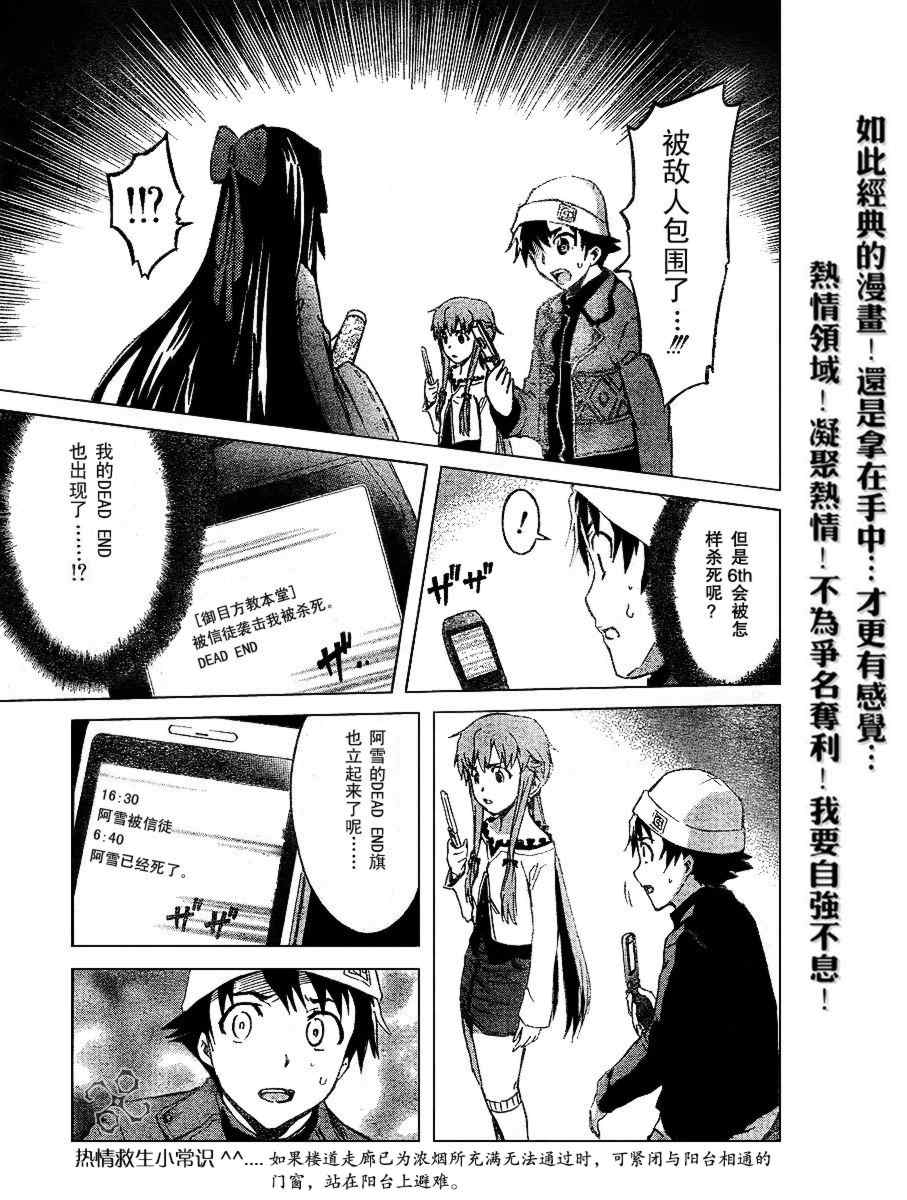 被敌人包围了…!!!
!!!?
但是
6th会被怎
样杀死呢？
！
ザザ
我的DEAD END
也出现了……!?
[御目方教本堂]
被信徒袭击我被杀死。
DEAD END
ザザ
阿雪的DEAD END旗
也立起来了呢……
16:30
阿雪被信徒
6:40
阿雪已经死了。
ザザ
如此經典的漫畫！還是拿在手中…才更有感覺…
熱情領域！凝聚熱情！不為爭名奪利！我要自強不息！
热情救生小常识 ^^.... 如果楼道走廊已为浓烟所充满无法通过时，可紧闭与阳台相通的
门窗，站在阳台上避难。